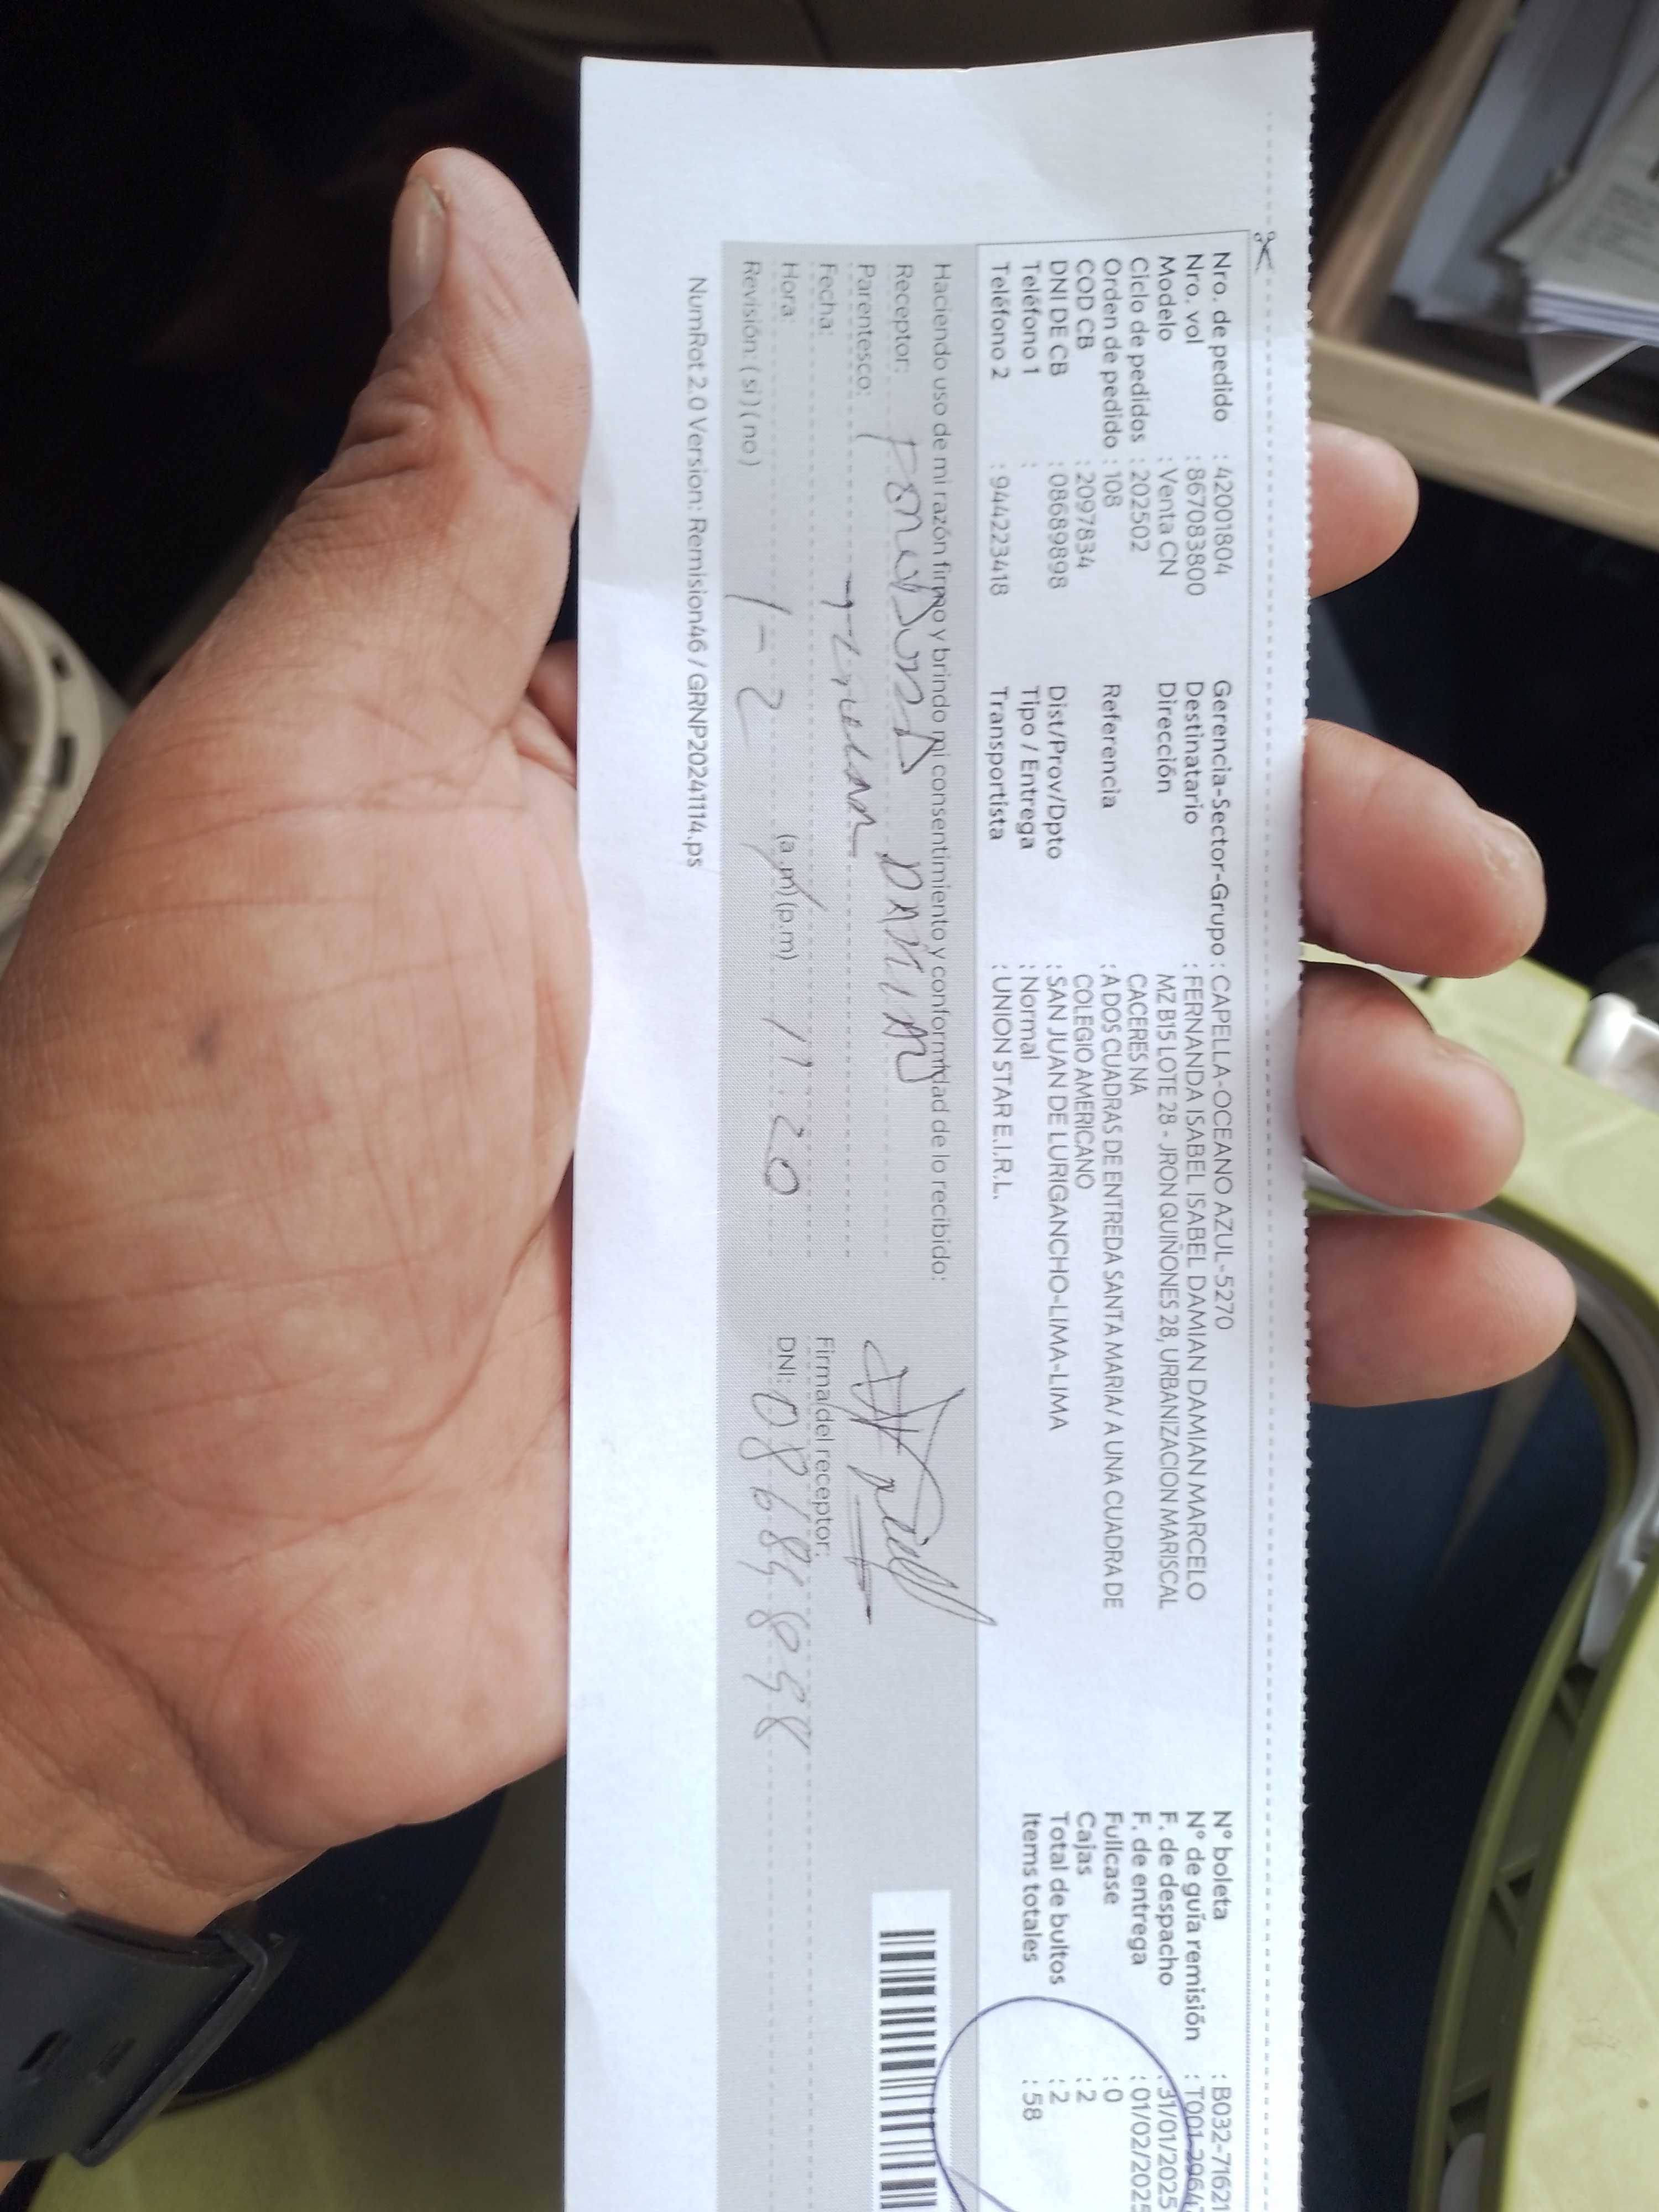 Nro. de pedido : 42001804
Nro. vol : 867083800
Modelo : Venta CN
Ciclo de pedidos : 202502
Orden de pedido : 108
COD CB : 2097834
DNI DE CB : 08689898
Teléfono 1 :
Teléfono 2 : 944223418
Gerencia-Sector-Grupo : CAPELLA-OCEANO AZUL-5270
Destinatario : FERNANDA ISABEL ISABEL DAMIAN DAMIAN MARCELO
Dirección MZ B15 LOTE 28 - JRON QUIÑONES 28, URBANIZACION MARISCAL
CACERES NA
Referencia : A DOS CUADRAS DE ENTREDA SANTA MARIA / A UNA CUADRA DE
COLEGIO AMERICANO
Dist/Prov/Dpto : SAN JUAN DE LURIGANCHO-LIMA-LIMA
Tipo / Entrega : Normal
Transportista : UNION STAR E.I.R.L.
N° boleta : B032-71621
N° de guía remisión : T001-2964
F. de despacho : 31/01/2025
F. de entrega : 01/02/2025
Fullcase : 0
Cajas : 2
Total de bultos : 2
Items totales : 58
Haciendo uso de mi razón firmo y brindo mi consentimiento y conformidad de lo recibido:
Receptor: DAMIAN
Parentesco:
Fecha: 1-2
Hora: (a.m) (p.m) 11:20
Revisión: ( si ) ( no )
Firma del receptor:
DNI: 08689898
NumRot 2.0 Version: Remision46 / GRNP20241114.ps